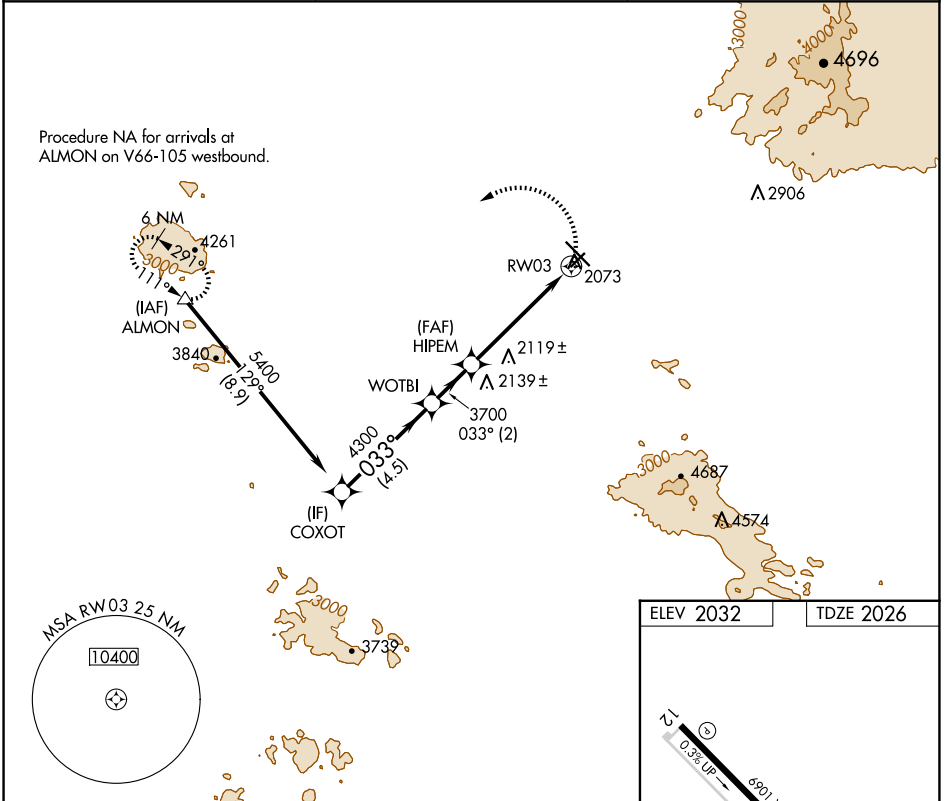 3000
4000
4696
Procedure NA for arrivals at
ALMON on V66-105 westbound.
2906
6 NM
4261
291°
3000
111°
(IAF)
ALMON
RW03
2073
(FAF)
HIPEM
2119±
3840
5400
129°
(8.9)
WOTBI
2139±
3700
033° (2)
4300
033°
(4.5)
3000
4687
4574
(IF)
COXOT
3000
3739
MSA RW03 25 NM
10400
ELEV 2032
TDZE 2026
12
P
0.3% UP
6901